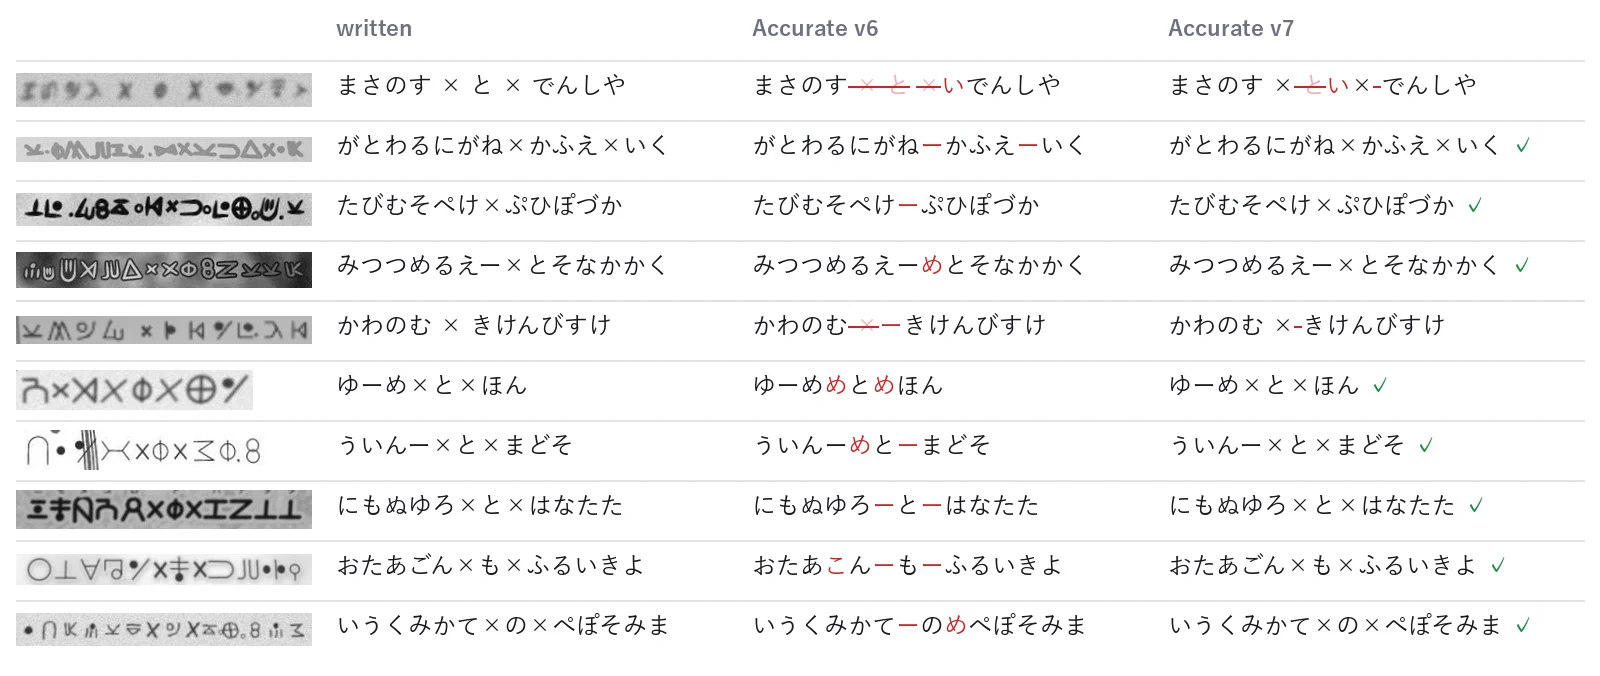 written Accurate v6 Accurate v7
まさのす × と × でんしや まさのす × と ×いでんしや まさのす ×とい×-でんしや
がとわるにがね×かふえ×いく がとわるにがねーかふえーいく がとわるにがね×かふえ×いく ✓
たびむそぺけ×ぷひぽづか たびむそぺけーぷひぽづか たびむそぺけ×ぷひぽづか ✓
みつつめるえー×とそなかかく みつつめるえーめとそなかかく みつつめるえー×とそなかかく ✓
かわのむ × きけんびすけ かわのむ×ーきけんびすけ かわのむ ×-きけんびすけ
ゆーめ×と×ほん ゆーめめとめほん ゆーめ×と×ほん ✓
ういんー×と×まどそ ういんーめとーまどそ ういんー×と×まどそ ✓
にもぬゆろ×と×はなたた にもぬゆろーとーはなたた にもぬゆろ×と×はなたた ✓
おたあごん×も×ふるいきよ おたあこんーもーふるいきよ おたあごん×も×ふるいきよ ✓
いうくみかて×の×ぺぽそみま いうくみかてーのめぺぽそみま いうくみかて×の×ぺぽそみま ✓